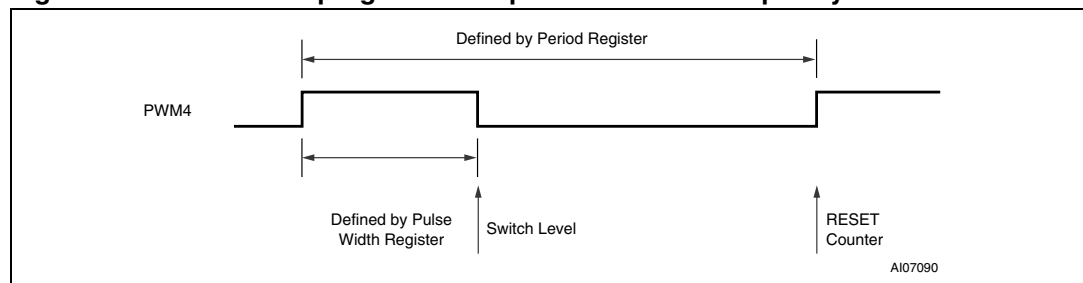 Defined by Period Register
PWM4
Defined by Pulse
Width Register
Switch Level
RESET
Counter
AI07090